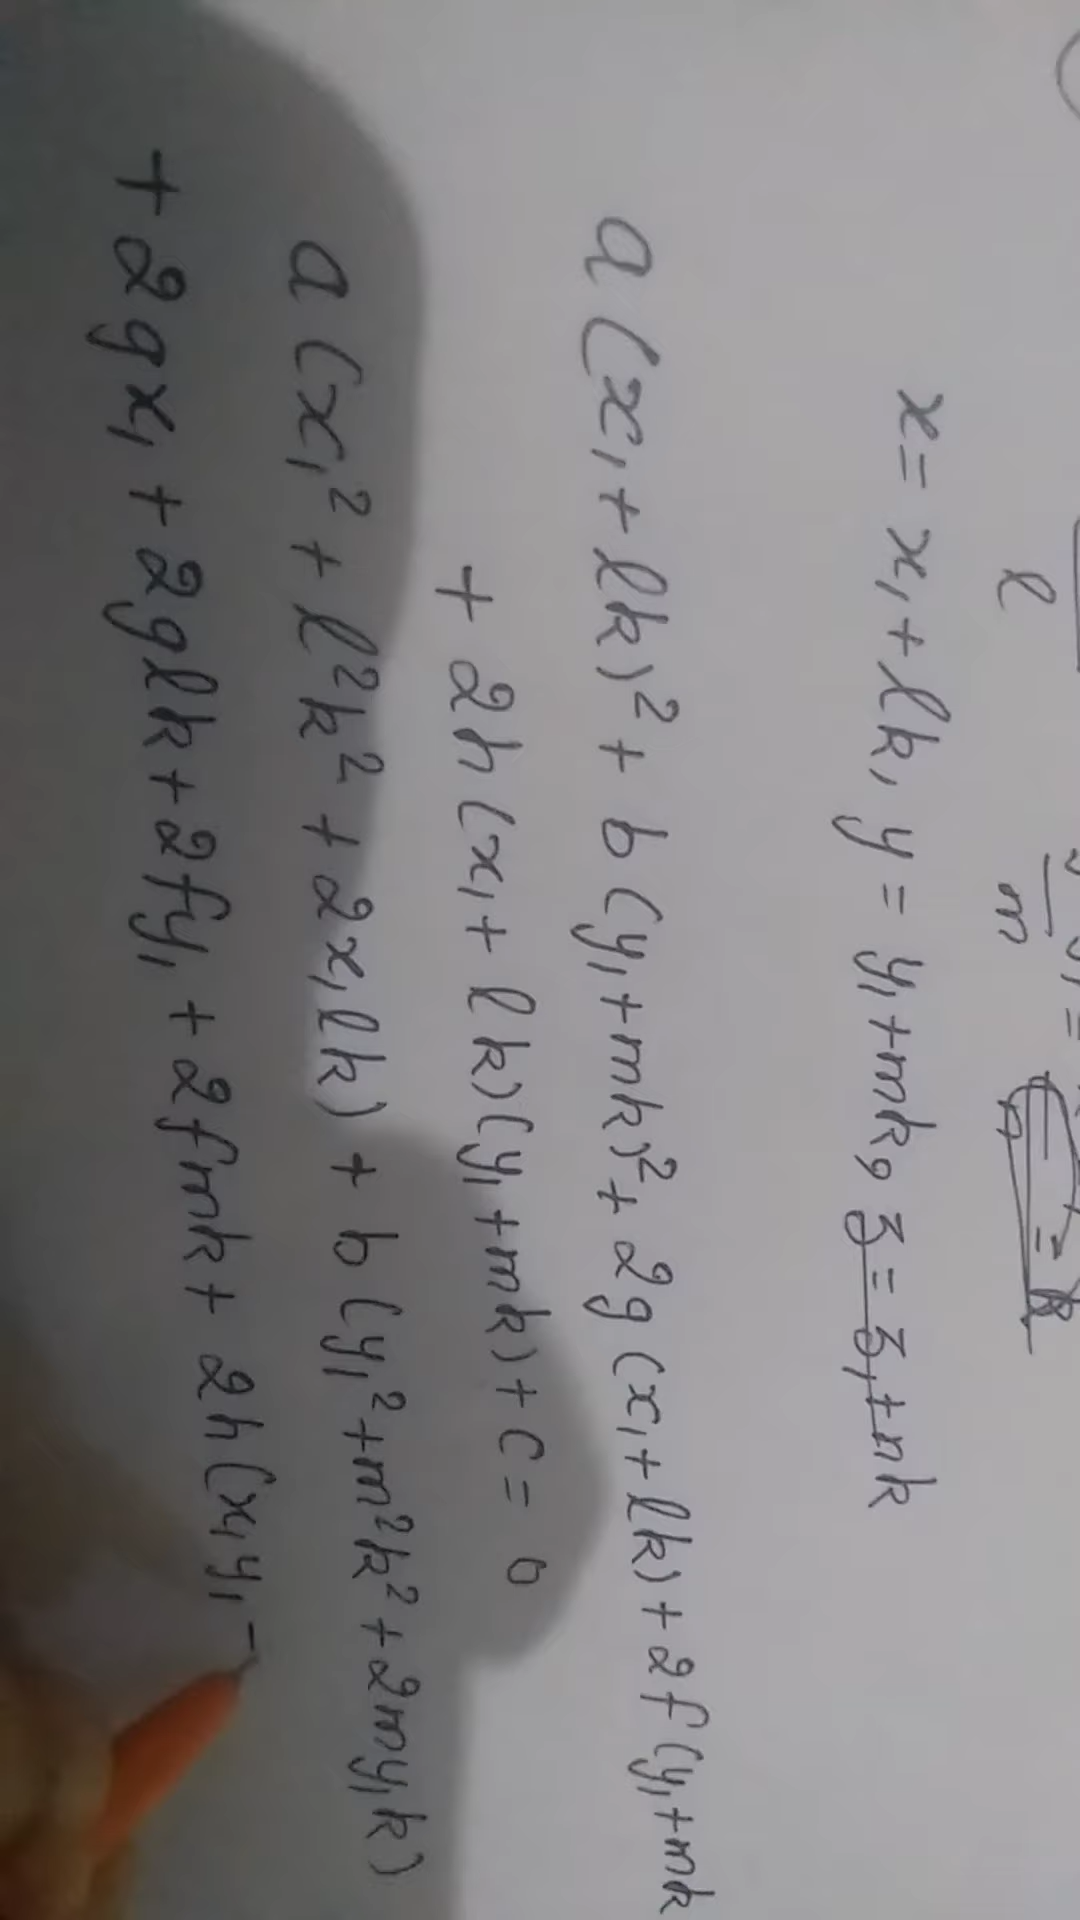 l m
x = x₁ + lk, y = y₁ + mk, z = z₁ + nk
a (x₁ + lk)² + b (y₁ + mk)² + 2g (x₁ + lk) + 2f (y₁ + mk
+ 2h (x₁ + lk) (y₁ + mk) + c = 0
a (x₁² + l²k² + 2x₁lk) + b (y₁² + m²k² + 2my₁k)
+ 2gx₁ + 2glk + 2fy₁ + 2fmk + 2h (x₁y₁